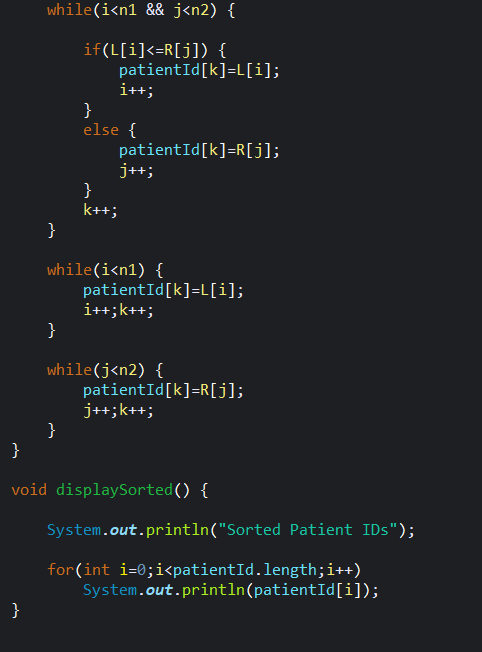 while(i<n1 && j<n2) {
if(L[i]<=R[j]) {
patientId[k]=L[i];
i++;
}
else {
patientId[k]=R[j];
j++;
}
k++;
}
while(i<n1) {
patientId[k]=L[i];
i++;k++;
}
while(j<n2) {
patientId[k]=R[j];
j++;k++;
}
}
void displaySorted() {
System.out.println("Sorted Patient IDs");
for(int i=0;i<patientId.length;i++)
System.out.println(patientId[i]);
}